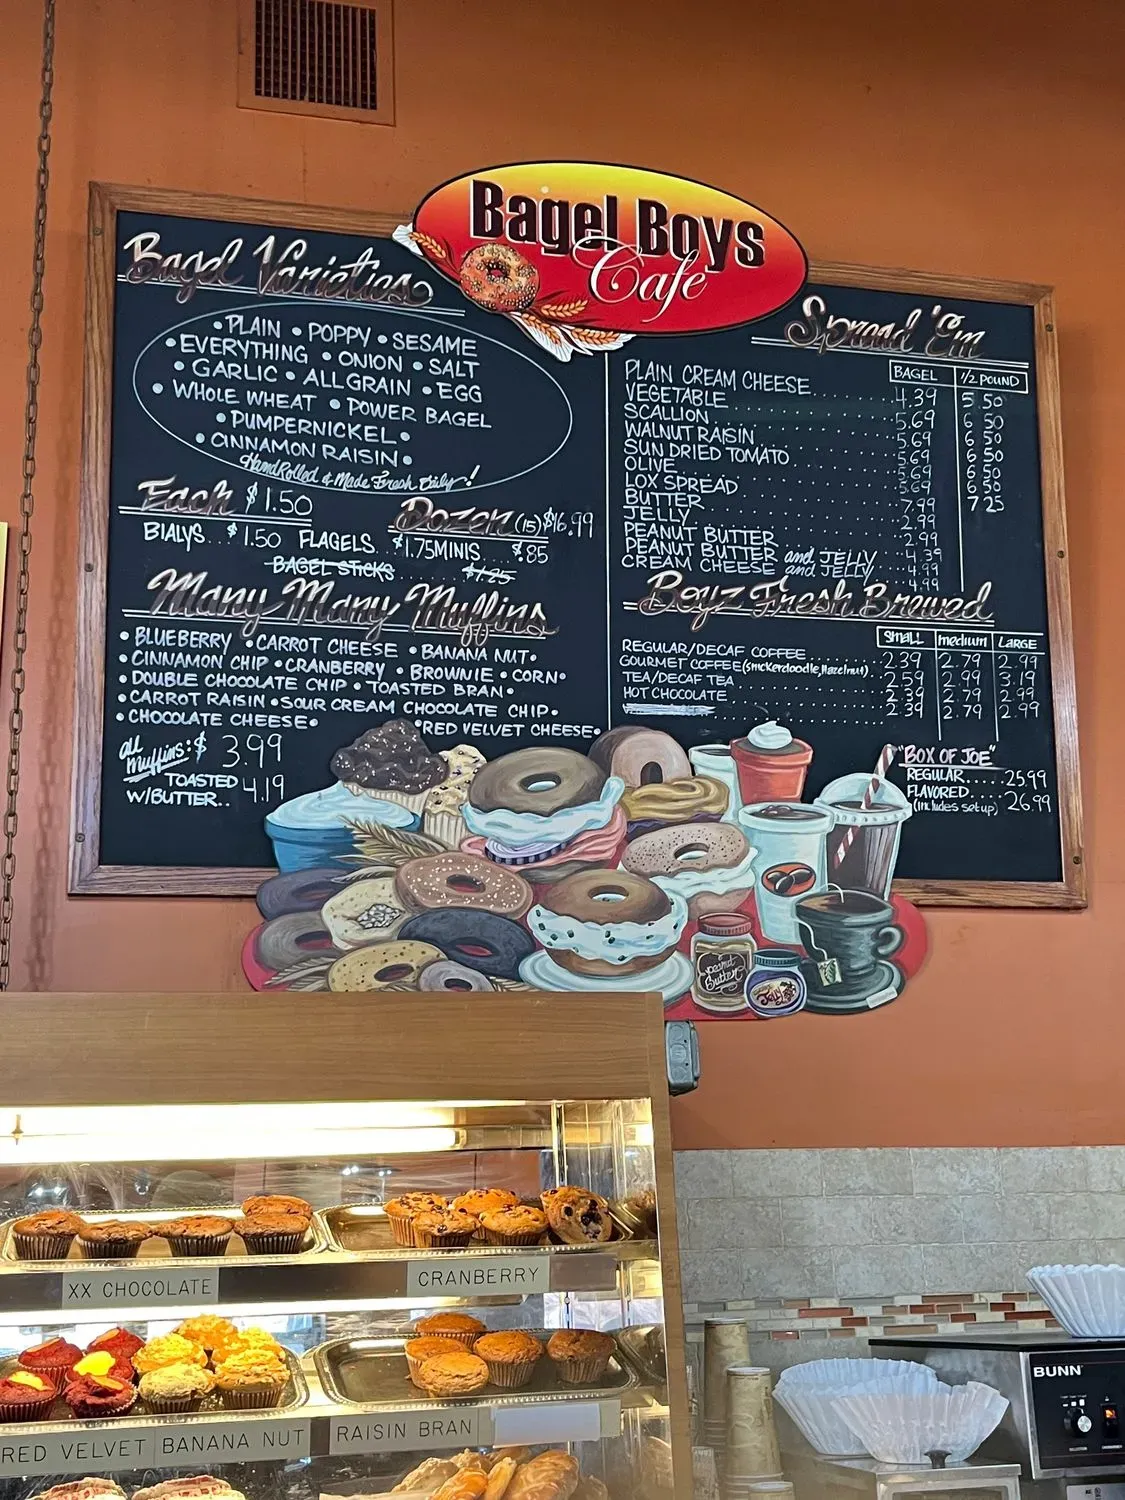 Bagel Boys
Cafe
Bagel Varieties
• PLAIN • POPPY • SESAME
• EVERYTHING • ONION • SALT
• GARLIC • ALL GRAIN • EGG
• WHOLE WHEAT • POWER BAGEL
• PUMPERNICKEL •
• CINNAMON RAISIN •
HandRolled & Made Fresh Daily!
Each $1.50
Dozen (15) $16.99
BIALYS... $1.50 FLAGELS... $1.75 MINIS... $.85
BAGEL STICKS....... $1.25
Many Many Muffins
• BLUEBERRY • CARROT CHEESE • BANANA NUT •
• CINNAMON CHIP • CRANBERRY • BROWNIE • CORN •
• DOUBLE CHOCOLATE CHIP • TOASTED BRAN •
• CARROT RAISIN • SOUR CREAM CHOCOLATE CHIP •
• CHOCOLATE CHEESE • • RED VELVET CHEESE •
all Muffins: $ 3.99
TOASTED
W/BUTTER.. 4.19
Spread 'Em
BAGEL 1/2 POUND
PLAIN CREAM CHEESE 4.39 5.50
VEGETABLE 5.69 6.50
SCALLION 5.69 6.50
WALNUT RAISIN 5.69 6.50
SUN DRIED TOMATO 5.69 6.50
OLIVE 5.69 6.50
LOX SPREAD 7.99 7.25
BUTTER 2.99
JELLY 2.99
PEANUT BUTTER 4.39
PEANUT BUTTER and JELLY 4.99
CREAM CHEESE and JELLY
Boyz Fresh Brewed
small medium LARGE
REGULAR/DECAF COFFEE 2.39 2.79 2.99
GOURMET COFFEE (snickerdoodle, Hazelnut) 2.59 2.99 3.19
TEA/DECAF TEA 2.39 2.79 2.99
HOT CHOCOLATE 2.39 2.79 2.99
"BOX OF JOE"
REGULAR..... 25.99
FLAVORED.... 26.99
(includes setup)
Peanut
Butter
Jelly
XX CHOCOLATE
CRANBERRY
RED VELVET
BANANA NUT
RAISIN BRAN
BUNN